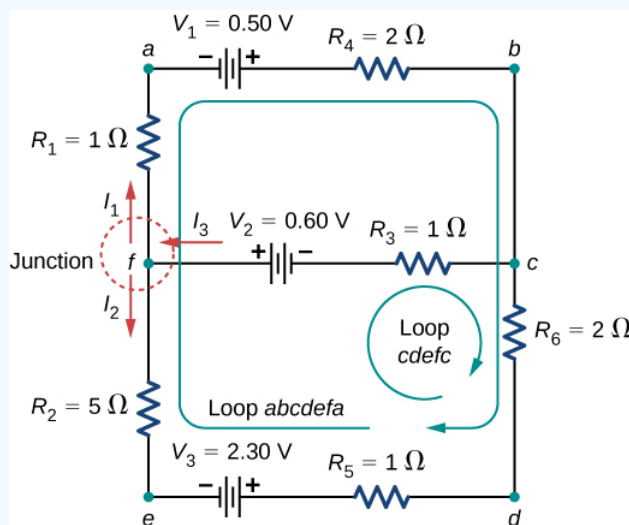 V₁ = 0.50 V
R₄ = 2 Ω
a
b
− +
R₁ = 1 Ω
I₁
I₃
V₂ = 0.60 V
R₃ = 1 Ω
+ −
Junction
f
c
I₂
Loop
cdefc
R₆ = 2 Ω
R₂ = 5 Ω
Loop abcdefa
V₃ = 2.30 V
R₅ = 1 Ω
− +
e
d